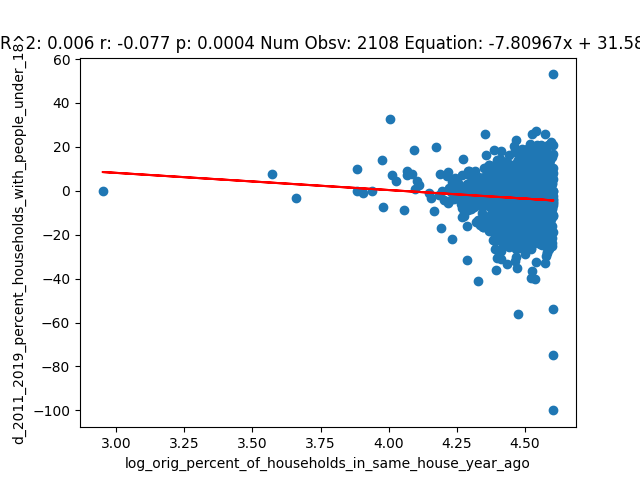 R^2: 0.006 r: -0.077 p: 0.0004 Num Obsv: 2108 Equation: -7.80967x + 31.58
d_2011_2019_percent_households_with_people_under_18
60
40
20
0
−20
−40
−60
−80
−100
3.00 3.25 3.50 3.75 4.00 4.25 4.50
log_orig_percent_of_households_in_same_house_year_ago